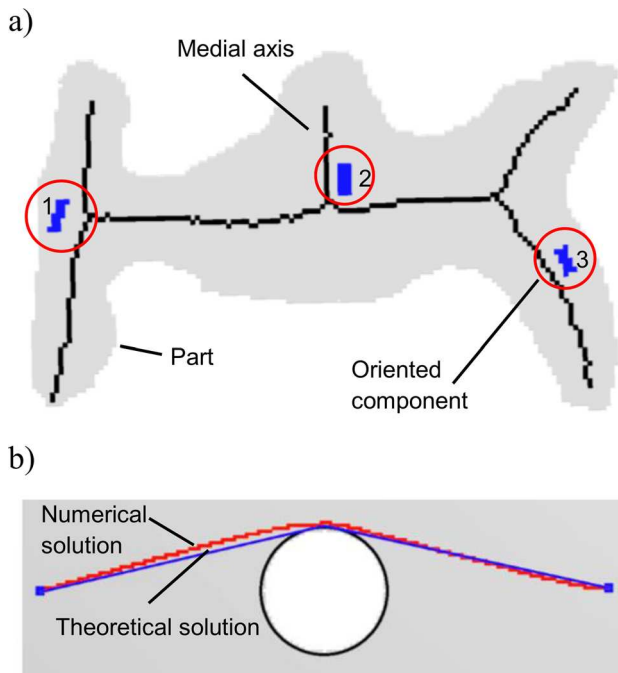 a)
Medial axis
1
2
3
Part
Oriented
component
b)
Numerical
solution
Theoretical solution